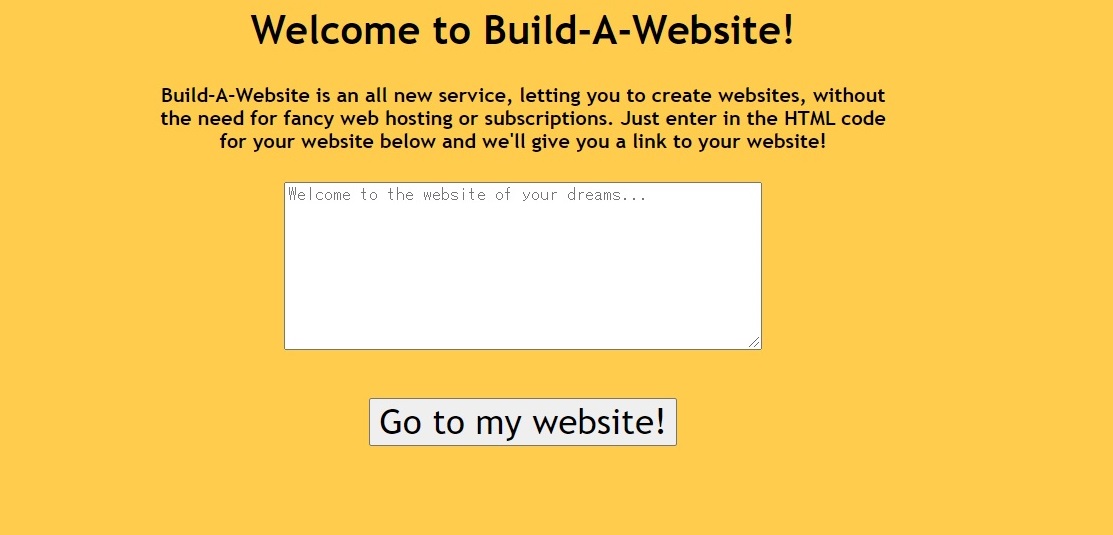 Welcome to Build-A-Website!
Build-A-Website is an all new service, letting you to create websites, without
the need for fancy web hosting or subscriptions. Just enter in the HTML code
for your website below and we'll give you a link to your website!
Welcome to the website of your dreams...
Go to my website!